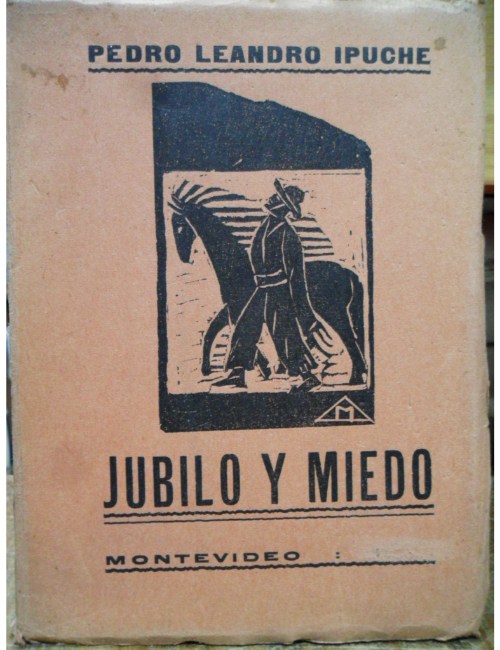 PEDRO LEANDRO IPUCHE
M
JUBILO Y MIEDO
MONTEVIDEO :